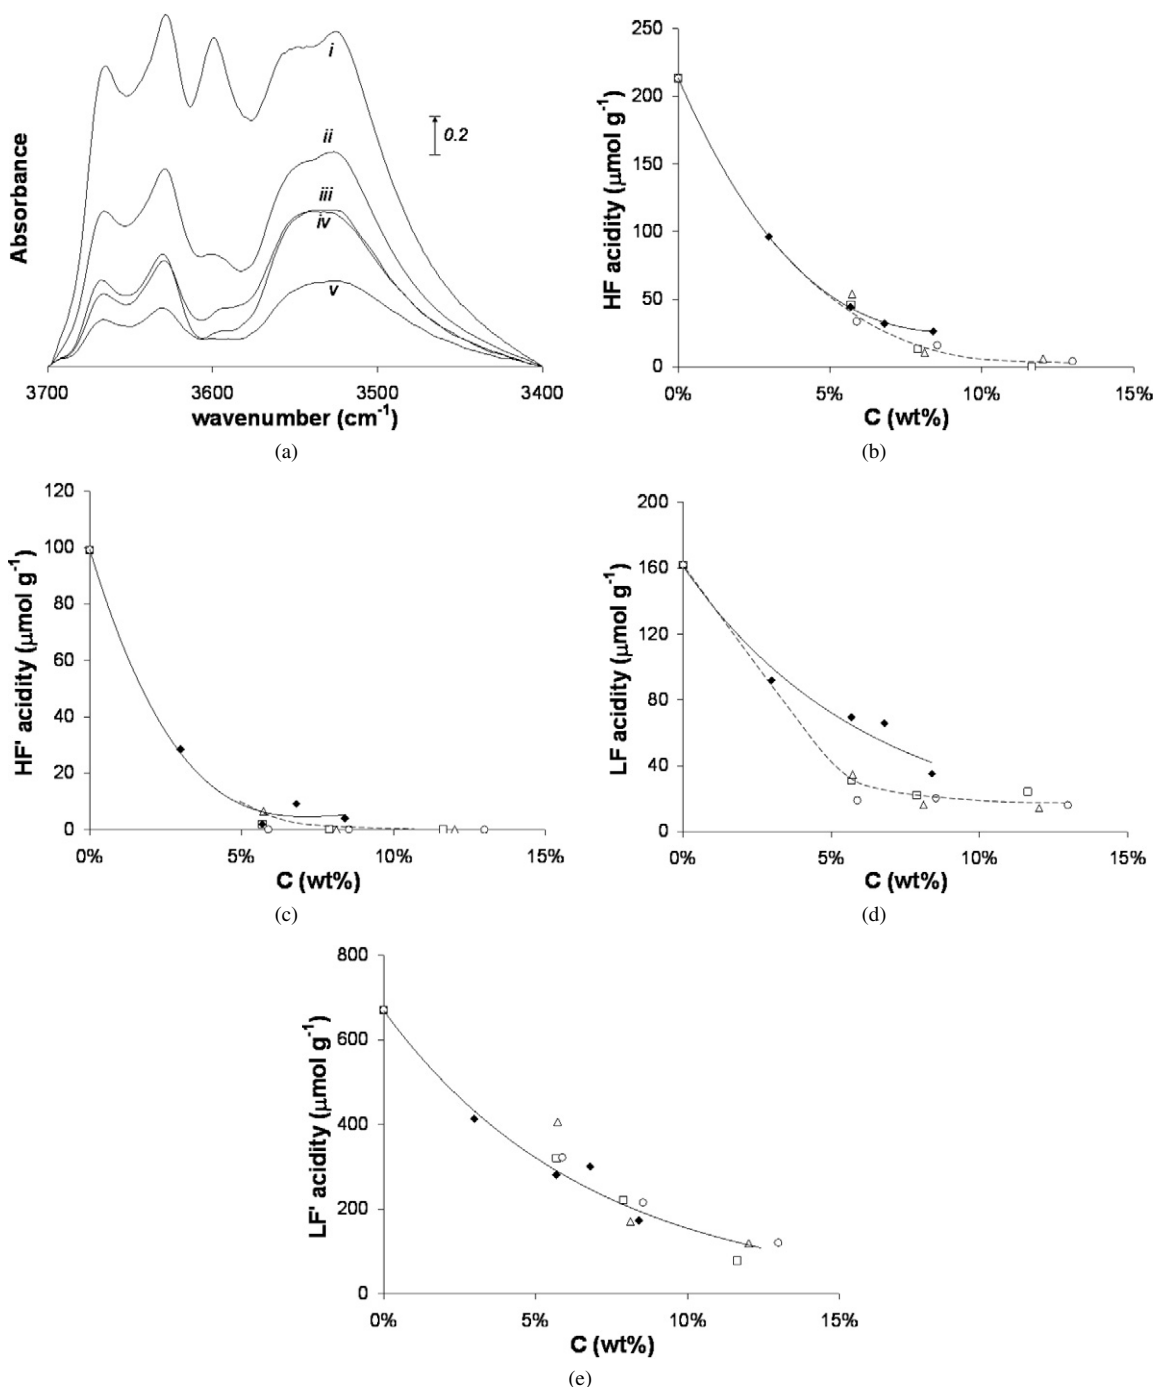 Absorbance
i
ii
iii
iv
v
0.2
3700 3600 3500 3400
wavenumber (cm⁻¹)
(a)
HF acidity (μmol g⁻¹)
250
200
150
100
50
0
0% 5% 10% 15%
C (wt%)
(b)
HF' acidity (μmol g⁻¹)
120
100
80
60
40
20
0
0% 5% 10% 15%
C (wt%)
(c)
LF acidity (μmol g⁻¹)
200
160
120
80
40
0
0% 5% 10% 15%
C (wt%)
(d)
LF' acidity (μmol g⁻¹)
800
600
400
200
0
0% 5% 10% 15%
C (wt%)
(e)